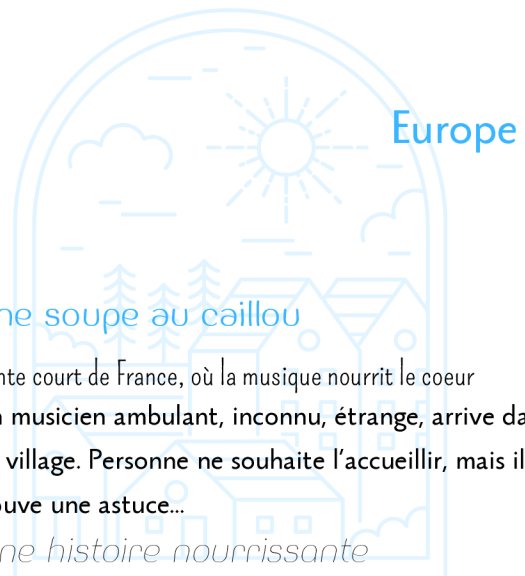 Europe
ne soupe au caillou
nte court de France, où la musique nourrit le coeur
n musicien ambulant, inconnu, étrange, arrive da
village. Personne ne souhaite l'accueillir, mais il
ouve une astuce...
ne histoire nourrissante